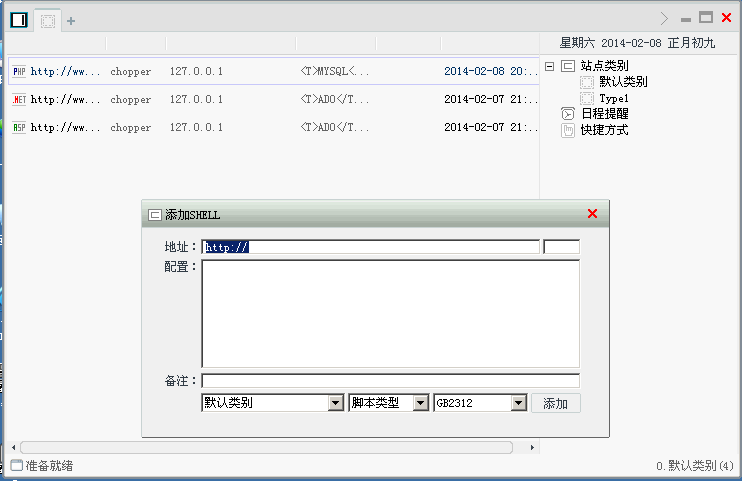 星期六 2014-02-08 正月初九
PHP http://ww... chopper 127.0.0.1 <T>MYSQL<... 2014-02-08 20:..
.NET http://ww... chopper 127.0.0.1 <T>ADO</T... 2014-02-07 21:..
ASP http://ww... chopper 127.0.0.1 <T>ADO</T... 2014-02-07 21:..
站点类别
默认类别
Type1
日程提醒
快捷方式
添加SHELL
地址: http://
配置:
备注:
默认类别 脚本类型 GB2312 添加
准备就绪 0.默认类别(4)